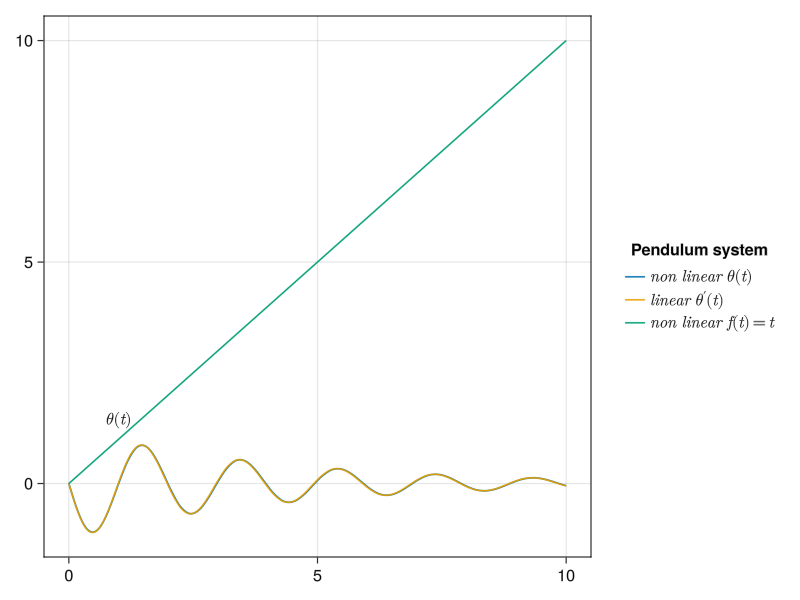 10
5
0
θ(t)
0 5 10
Pendulum system
non linear θ(t)
linear θ′(t)
non linear f(t) = t